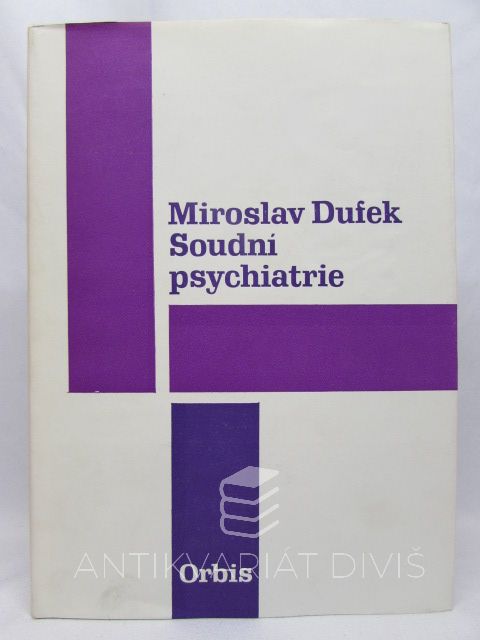 Miroslav Dufek
Soudní
psychiatrie
ANTIKVARIÁT DIVIŠ
Orbis